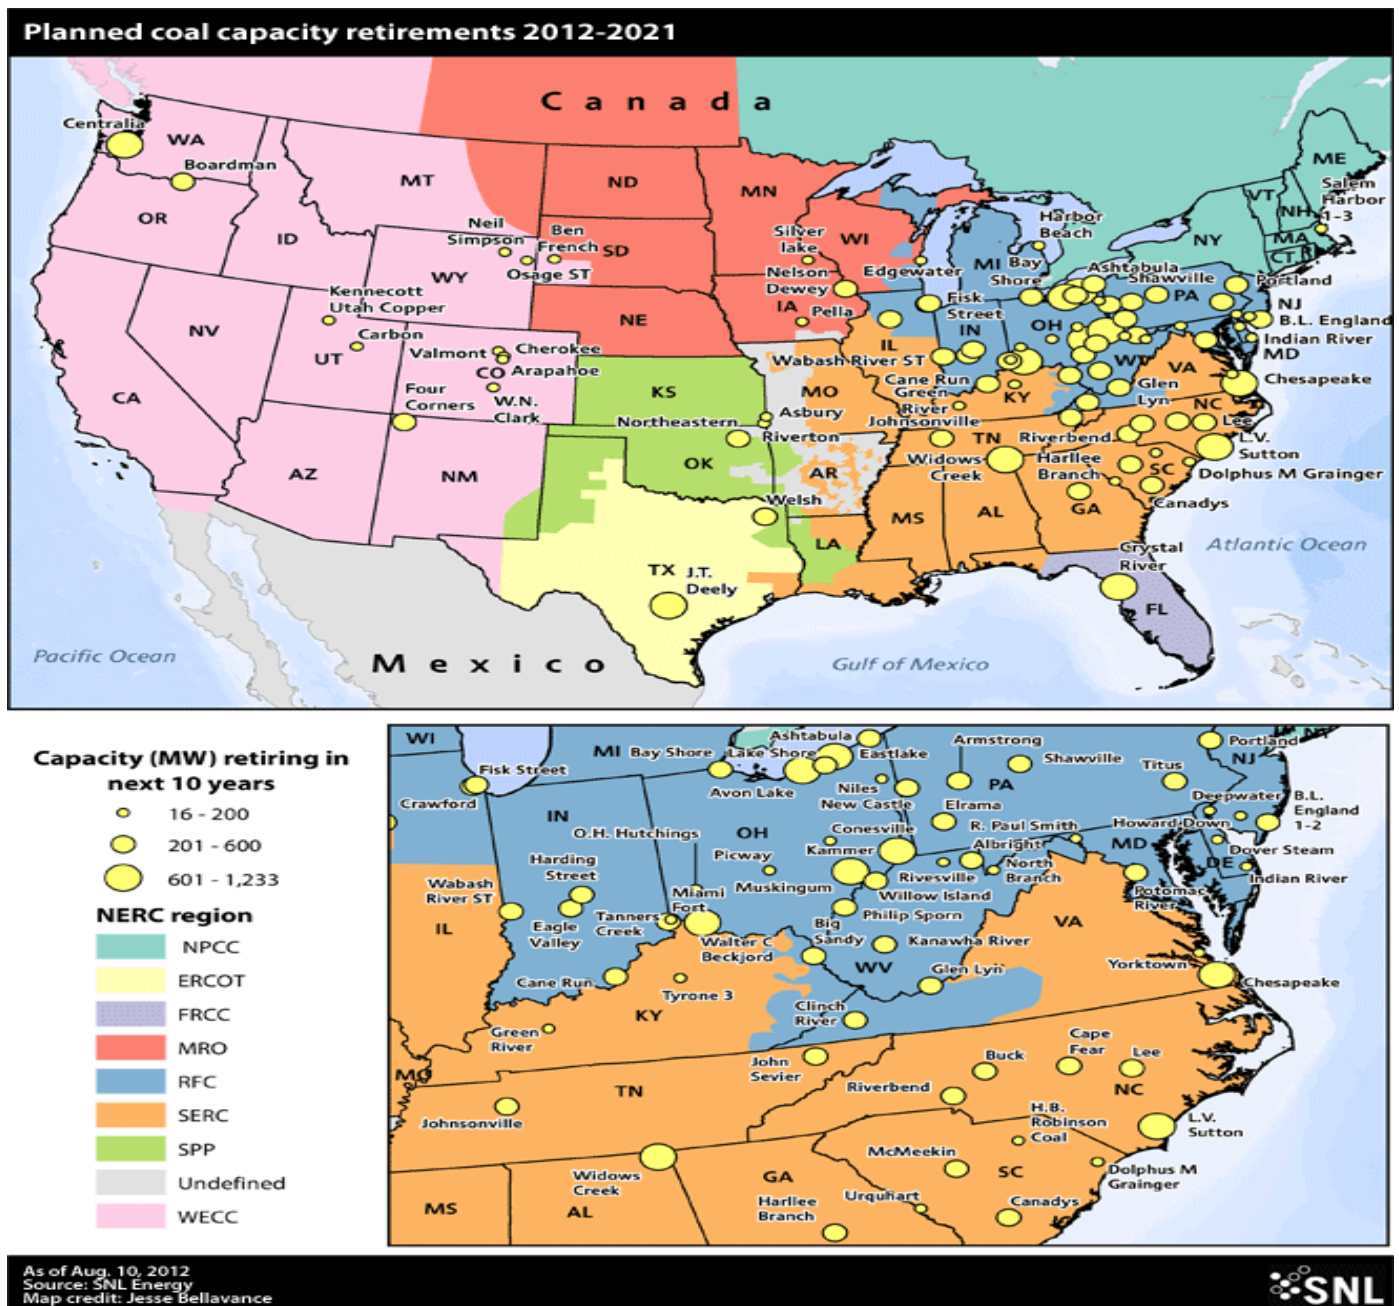 Planned coal capacity retirements 2012-2021
Canada
Centralia
WA
Boardman
OR
MT
ID
ND
MN
SD
WI
Neil
Simpson
Ben
French
Osage ST
WY
Silver
lake
Nelson
Dewey
Edgewater
MI
Harbor
Beach
Bay
Shore
Ashtabula
Shawville
ME
VT
NH
Salem
Harbor
1-3
NY
MA
CT
RI
Portland
NJ
B.L. England
Indian River
MD
PA
OH
IN
IL
Fisk
Street
IA
Pella
NE
Kennecott
Utah Copper
Carbon
NV
UT
Valmont
Cherokee
CO
Arapahoe
W.N.
Clark
Four
Corners
CA
KS
MO
Wabash River ST
Cane Run
Green
River
KY
WV
VA
Glen
Lyn
Chesapeake
NC
Lee
L.V.
Sutton
Northeastern
Asbury
Riverton
Johnsonville
TN
Riverbend
Widows
Creek
Harllee
Branch
SC
Dolphus M Grainger
Canadys
AZ
NM
OK
AR
Welsh
MS
AL
GA
LA
TX
J.T.
Deely
Crystal
River
FL
Atlantic Ocean
Pacific Ocean
Mexico
Gulf of Mexico
Capacity (MW) retiring in
next 10 years
16 - 200
201 - 600
601 - 1,233
NERC region
NPCC
ERCOT
FRCC
MRO
RFC
SERC
SPP
Undefined
WECC
WI
Fisk Street
Crawford
MI
Bay Shore
Lake Shore
Ashtabula
Eastlake
Avon Lake
Niles
New Castle
Armstrong
Shawville
PA
Elrama
Titus
Portland
NJ
NY
Deepwater
B.L.
England
1-2
Howard Down
Dover Steam
DE
Indian River
MD
R. Paul Smith
Albright
North
Branch
Potomac
River
IN
O.H. Hutchings
OH
Picway
Conesville
Kammer
Muskingum
Rivesville
Willow Island
Philip Sporn
Harding
Street
Wabash
River ST
Eagle
Valley
Tanners
Creek
Miami
Fort
Walter C
Beckjord
Big
Sandy
Kanawha River
WV
VA
Glen Lyn
Yorktown
Chesapeake
IL
Cane Run
Tyrone 3
KY
Green
River
Clinch
River
MO
TN
John
Sevier
Johnsonville
Riverbend
Buck
Cape
Fear
Lee
NC
H.B.
Robinson
Coal
L.V.
Sutton
McMeekin
SC
Dolphus M
Grainger
Widows
Creek
MS
AL
GA
Harllee
Branch
Urquhart
Canadys
As of Aug. 10, 2012
Source: SNL Energy
Map credit: Jesse Bellavance
SNL